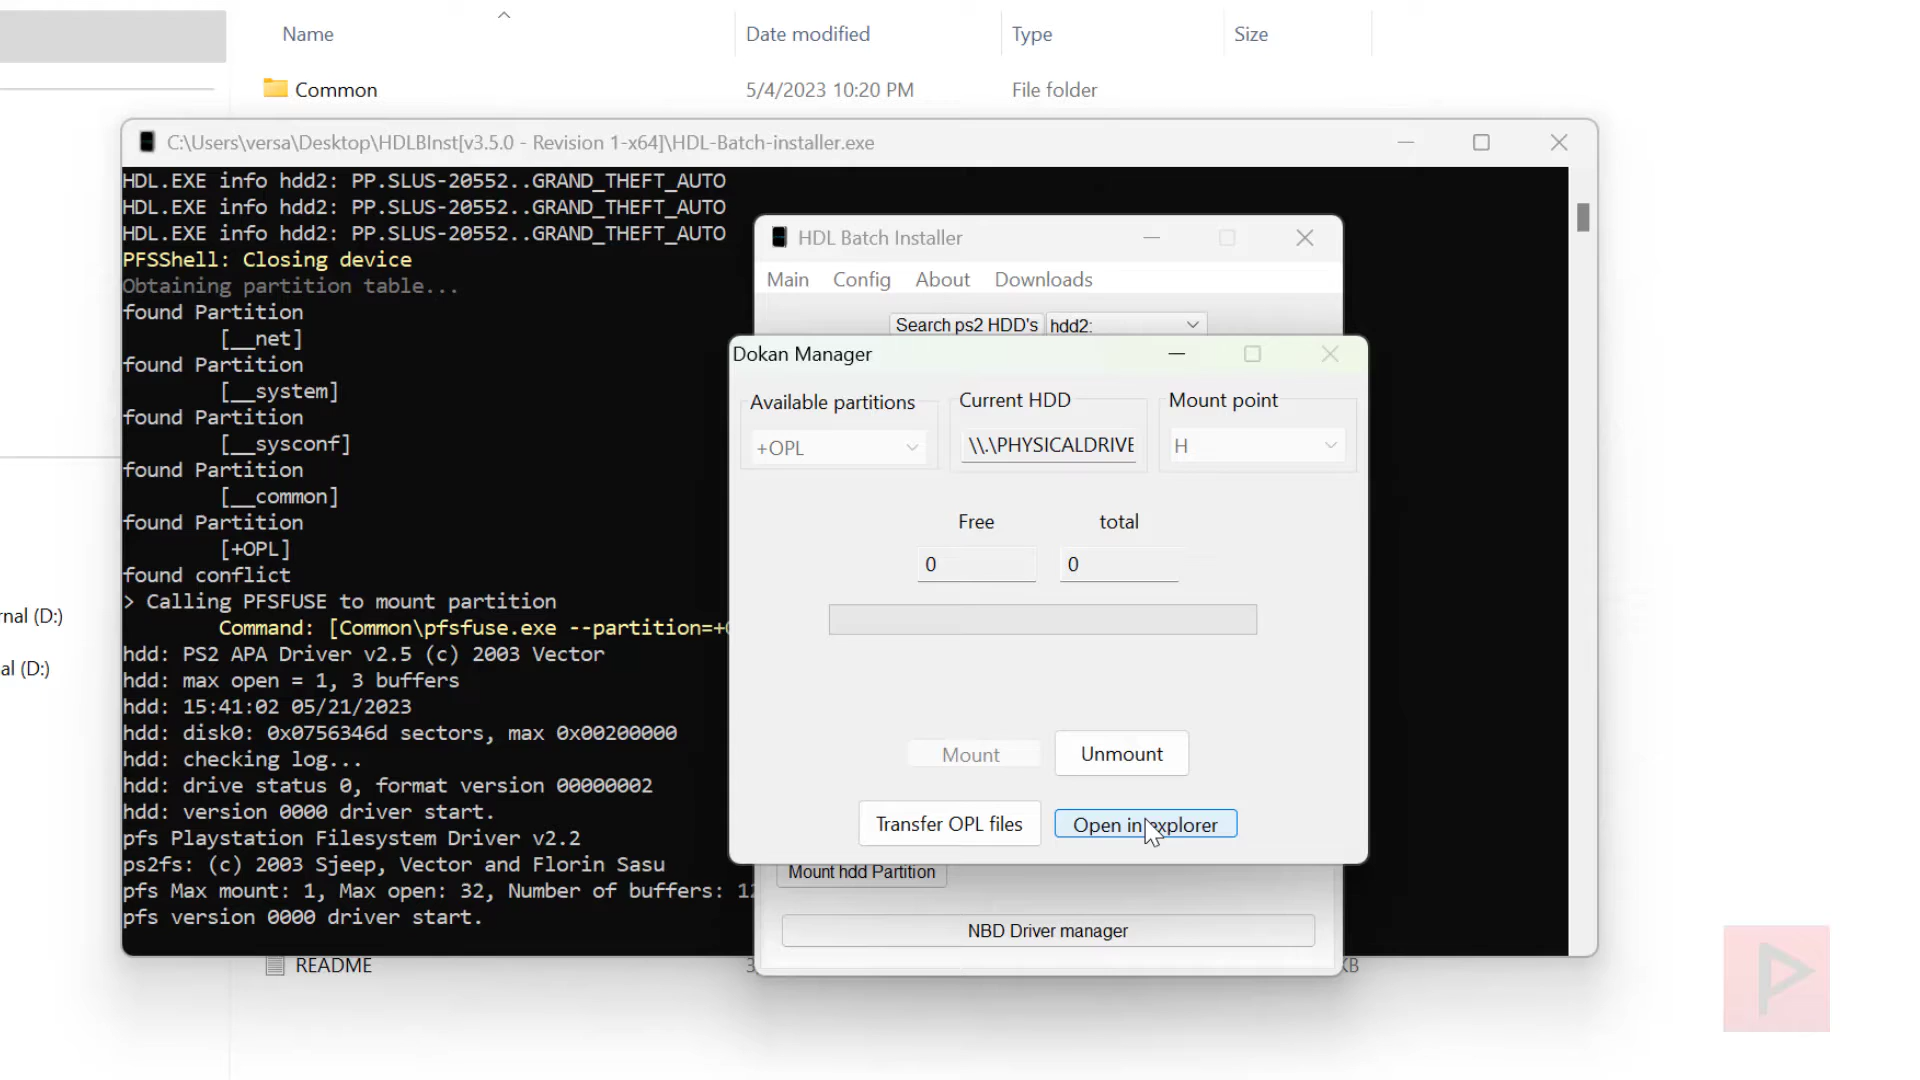 Name Date modified Type Size
Common 5/4/2023 10:20 PM File folder
C:\Users\versa\Desktop\HDLBInst[v3.5.0 - Revision 1-x64]\HDL-Batch-installer.exe
HDL.EXE info hdd2: PP.SLUS-20552..GRAND_THEFT_AUTO
HDL.EXE info hdd2: PP.SLUS-20552..GRAND_THEFT_AUTO
HDL.EXE info hdd2: PP.SLUS-20552..GRAND_THEFT_AUTO
PFSShell: Closing device
Obtaining partition table...
found Partition
[__net]
found Partition
[__system]
found Partition
[__sysconf]
found Partition
[__common]
found Partition
[+OPL]
found conflict
> Calling PFSFUSE to mount partition
Command: [Common\pfsfuse.exe --partition=+
hdd: PS2 APA Driver v2.5 (c) 2003 Vector
hdd: max open = 1, 3 buffers
hdd: 15:41:02 05/21/2023
hdd: disk0: 0x0756346d sectors, max 0x00200000
hdd: checking log...
hdd: drive status 0, format version 00000002
hdd: version 0000 driver start.
pfs Playstation Filesystem Driver v2.2
ps2fs: (c) 2003 Sjeep, Vector and Florin Sasu
pfs Max mount: 1, Max open: 32, Number of buffers: 12
pfs version 0000 driver start.
HDL Batch Installer
Main Config About Downloads
Search ps2 HDD's hdd2:
Dokan Manager
Available partitions Current HDD Mount point
+OPL \\.\PHYSICALDRIVE H
Free total
0 0
Mount Unmount
Transfer OPL files Open in explorer
Mount hdd Partition
NBD Driver manager
rnal (D:)
al (D:)
README 3 KB